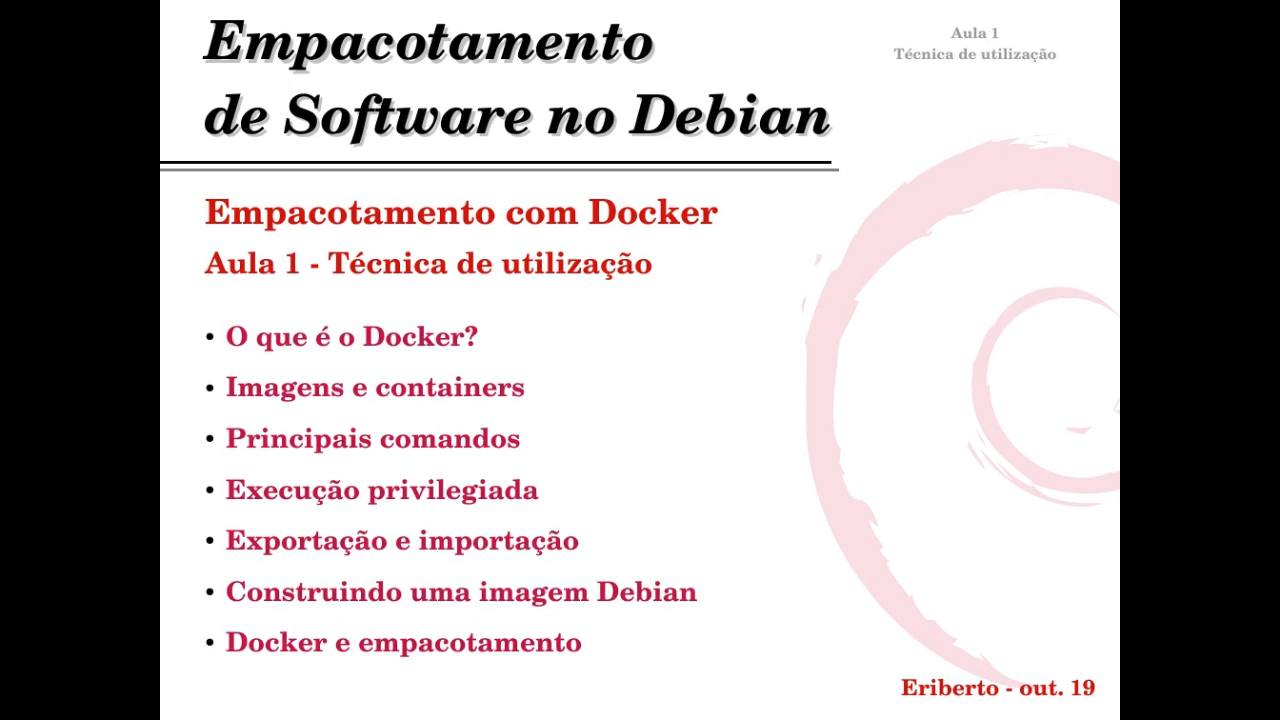 Empacotamento
de Software no Debian
Aula 1
Técnica de utilização
Empacotamento com Docker
Aula 1 - Técnica de utilização
• O que é o Docker?
• Imagens e containers
• Principais comandos
• Execução privilegiada
• Exportação e importação
• Construindo uma imagem Debian
• Docker e empacotamento
Eriberto - out. 19